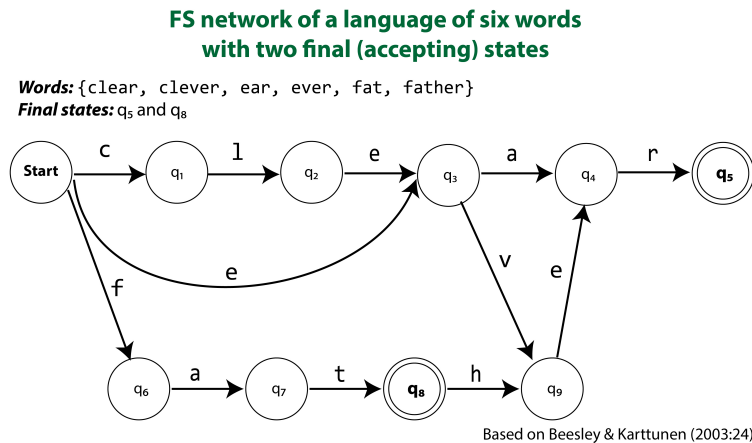 FS network of a language of six words
with two final (accepting) states
Words: {clear, clever, ear, ever, fat, father}
Final states: q₅ and q₈
c l e a r
Start q₁ q₂ q₃ q₄ q₅
e f v e
a t h
q₆ q₇ q₈ q₉
Based on Beesley & Karttunen (2003:24)